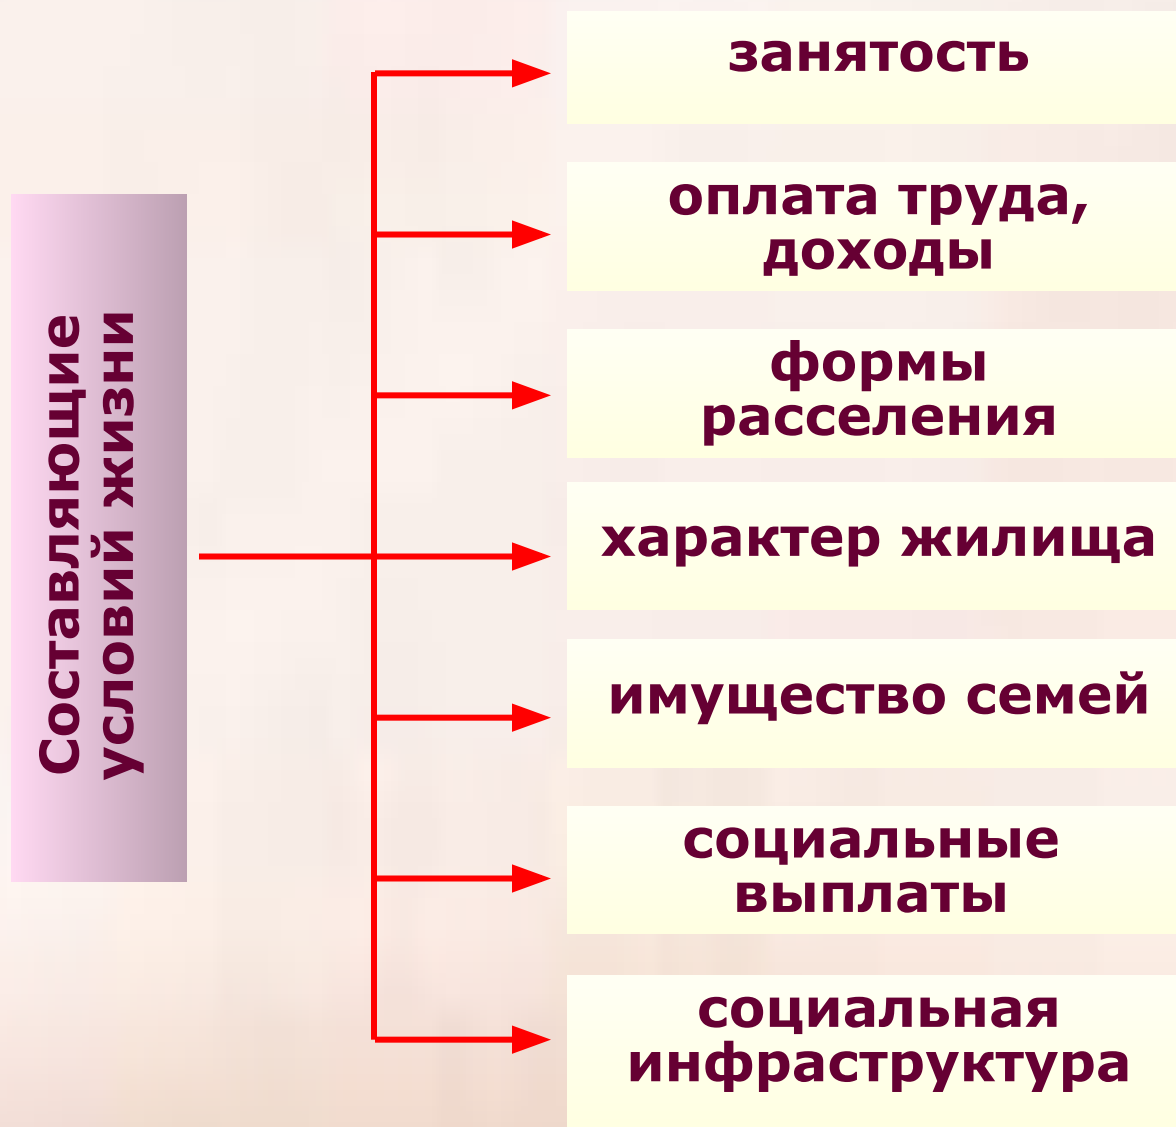 Составляющие
условий жизни
занятость
оплата труда,
доходы
формы
расселения
характер жилища
имущество семей
социальные
выплаты
социальная
инфраструктура